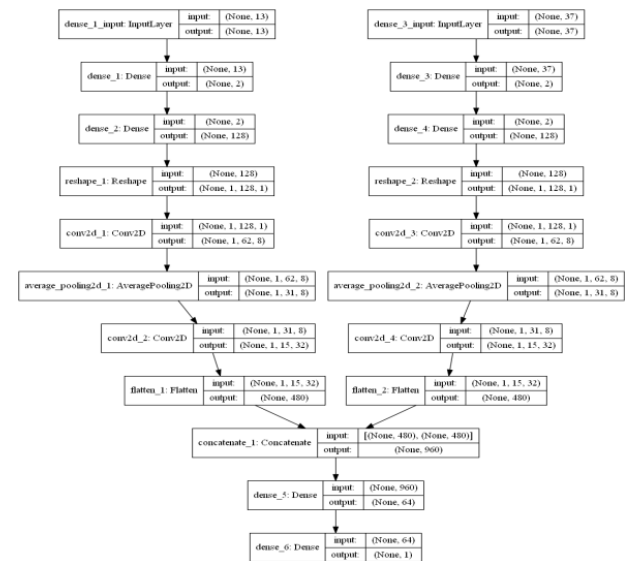 dense_1_input: InputLayer
input: (None, 13)
output: (None, 13)
dense_3_input: InputLayer
input: (None, 37)
output: (None, 37)
dense_1: Dense
input: (None, 13)
output: (None, 2)
dense_3: Dense
input: (None, 37)
output: (None, 2)
dense_2: Dense
input: (None, 2)
output: (None, 128)
dense_4: Dense
input: (None, 2)
output: (None, 128)
reshape_1: Reshape
input: (None, 128)
output: (None, 1, 128, 1)
reshape_2: Reshape
input: (None, 128)
output: (None, 1, 128, 1)
conv2d_1: Conv2D
input: (None, 1, 128, 1)
output: (None, 1, 62, 8)
conv2d_3: Conv2D
input: (None, 1, 128, 1)
output: (None, 1, 62, 8)
average_pooling2d_1: AveragePooling2D
input: (None, 1, 62, 8)
output: (None, 1, 31, 8)
average_pooling2d_2: AveragePooling2D
input: (None, 1, 62, 8)
output: (None, 1, 31, 8)
conv2d_2: Conv2D
input: (None, 1, 31, 8)
output: (None, 1, 15, 32)
conv2d_4: Conv2D
input: (None, 1, 31, 8)
output: (None, 1, 15, 32)
flatten_1: Flatten
input: (None, 1, 15, 32)
output: (None, 480)
flatten_2: Flatten
input: (None, 1, 15, 32)
output: (None, 480)
concatenate_1: Concatenate
input: [(None, 480), (None, 480)]
output: (None, 960)
dense_5: Dense
input: (None, 960)
output: (None, 64)
dense_6: Dense
input: (None, 64)
output: (None, 1)